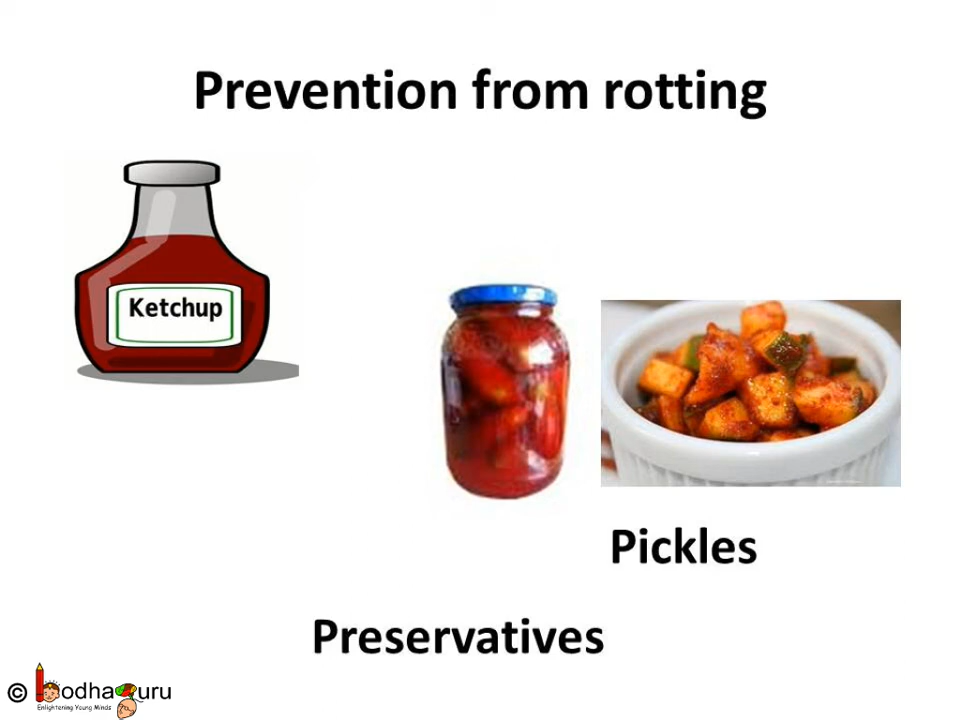 Prevention from rotting
Ketchup
Pickles
Preservatives
© BodhaGuru
Enlightening Young Minds